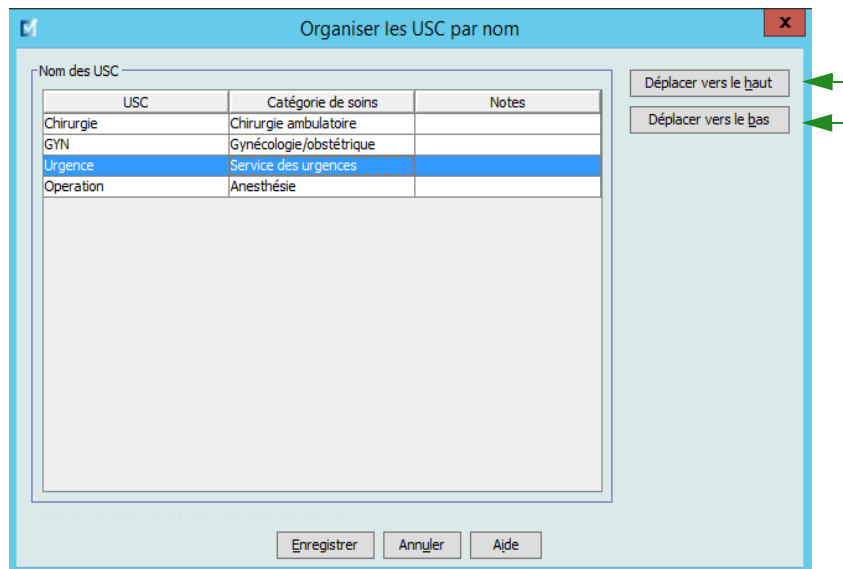 Organiser les USC par nom
x
Nom des USC
Déplacer vers le haut
Déplacer vers le bas
USC Catégorie de soins Notes
Chirurgie Chirurgie ambulatoire
GYN Gynécologie/obstétrique
Urgence Service des urgences
Operation Anesthésie
Enregistrer Annuler Aide